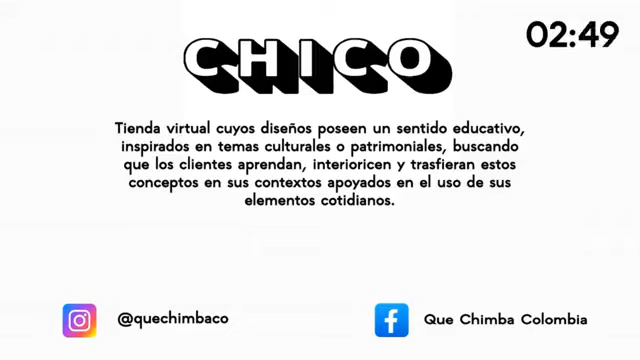 02:49
CHICO
Tienda virtual cuyos diseños poseen un sentido educativo,
inspirados en temas culturales o patrimoniales, buscando
que los clientes aprendan, interioricen y trasfieran estos
conceptos en sus contextos apoyados en el uso de sus
elementos cotidianos.
@quechimbaco
Que Chimba Colombia